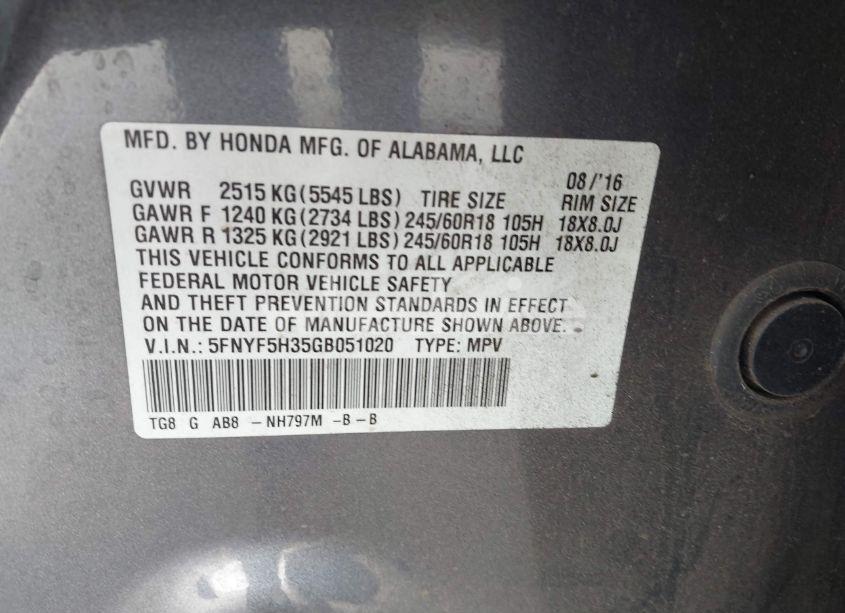 MFD. BY HONDA MFG. OF ALABAMA, LLC
08/'16
GVWR 2515 KG (5545 LBS) TIRE SIZE RIM SIZE
GAWR F 1240 KG (2734 LBS) 245/60R18 105H 18X8.0J
GAWR R 1325 KG (2921 LBS) 245/60R18 105H 18X8.0J
THIS VEHICLE CONFORMS TO ALL APPLICABLE
FEDERAL MOTOR VEHICLE SAFETY
AND THEFT PREVENTION STANDARDS IN EFFECT
ON THE DATE OF MANUFACTURE SHOWN ABOVE.
V.I.N.: 5FNYF5H35GB051020 TYPE: MPV
TG8 G AB8 - NH797M -B-B